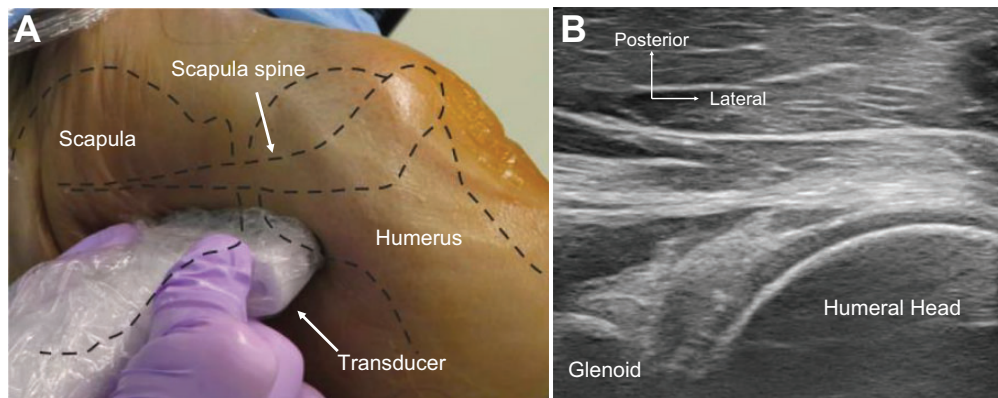 A
Scapula spine
Scapula
Humerus
Transducer
B
Posterior
Lateral
Humeral Head
Glenoid